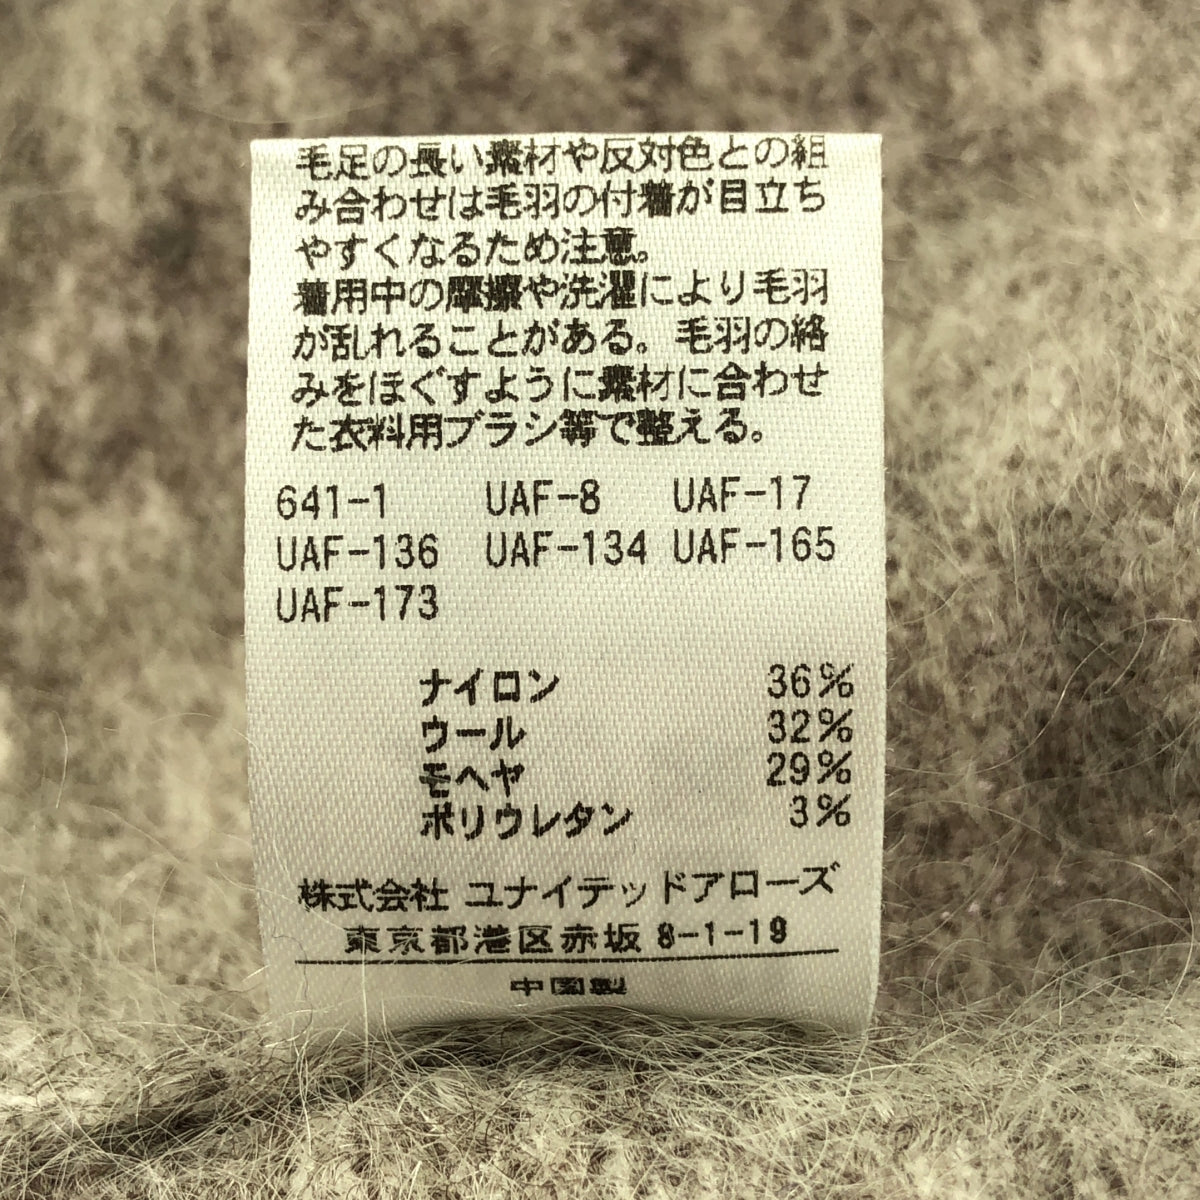 毛足の長い素材や反対色との組
み合わせは毛羽の付着が目立ち
やすくなるため注意。
着用中の摩擦や洗濯により毛羽
が乱れることがある。毛羽の絡
みをほぐすように素材に合わせ
た衣料用ブラシ等で整える。
641-1 UAF-8 UAF-17
UAF-136 UAF-134 UAF-165
UAF-173
ナイロン 36%
ウール 32%
モヘヤ 29%
ポリウレタン 3%
株式会社 ユナイテッドアローズ
東京都港区赤坂 8-1-19
中国製